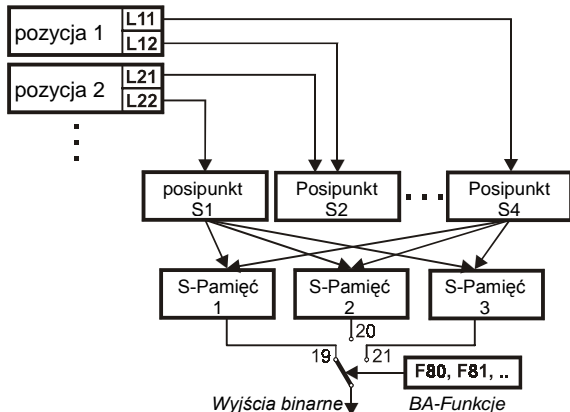 pozycja 1
L11
L12
pozycja 2
L21
L22
posipunkt
S1
Posipunkt
S2
Posipunkt
S4
S-Pamięć
1
S-Pamięć
2
S-Pamięć
3
20
19
21
F80, F81, ..
Wyjścia binarne
BA-Funkcje